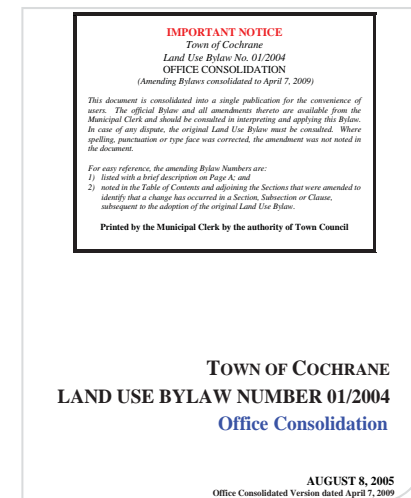 IMPORTANT NOTICE
Town of Cochrane
Land Use Bylaw No. 01/2004
OFFICE CONSOLIDATION
(Amending Bylaws consolidated to April 7, 2009)
This document is consolidated into a single publication for the convenience of
users. The official Bylaw and all amendments thereto are available from the
Municipal Clerk and should be consulted in interpreting and applying this Bylaw.
In case of any dispute, the original Land Use Bylaw must be consulted. Where
spelling, punctuation or type face was corrected, the amendment was not noted in
the document.
For easy reference, the amending Bylaw Numbers are:
1) listed with a brief description on Page A; and
2) noted in the Table of Contents and adjoining the Sections that were amended to
identify that a change has occurred in a Section, Subsection or Clause,
subsequent to the adoption of the original Land Use Bylaw.
Printed by the Municipal Clerk by the authority of Town Council
TOWN OF COCHRANE
LAND USE BYLAW NUMBER 01/2004
Office Consolidation
AUGUST 8, 2005
Office Consolidated Version dated April 7, 2009